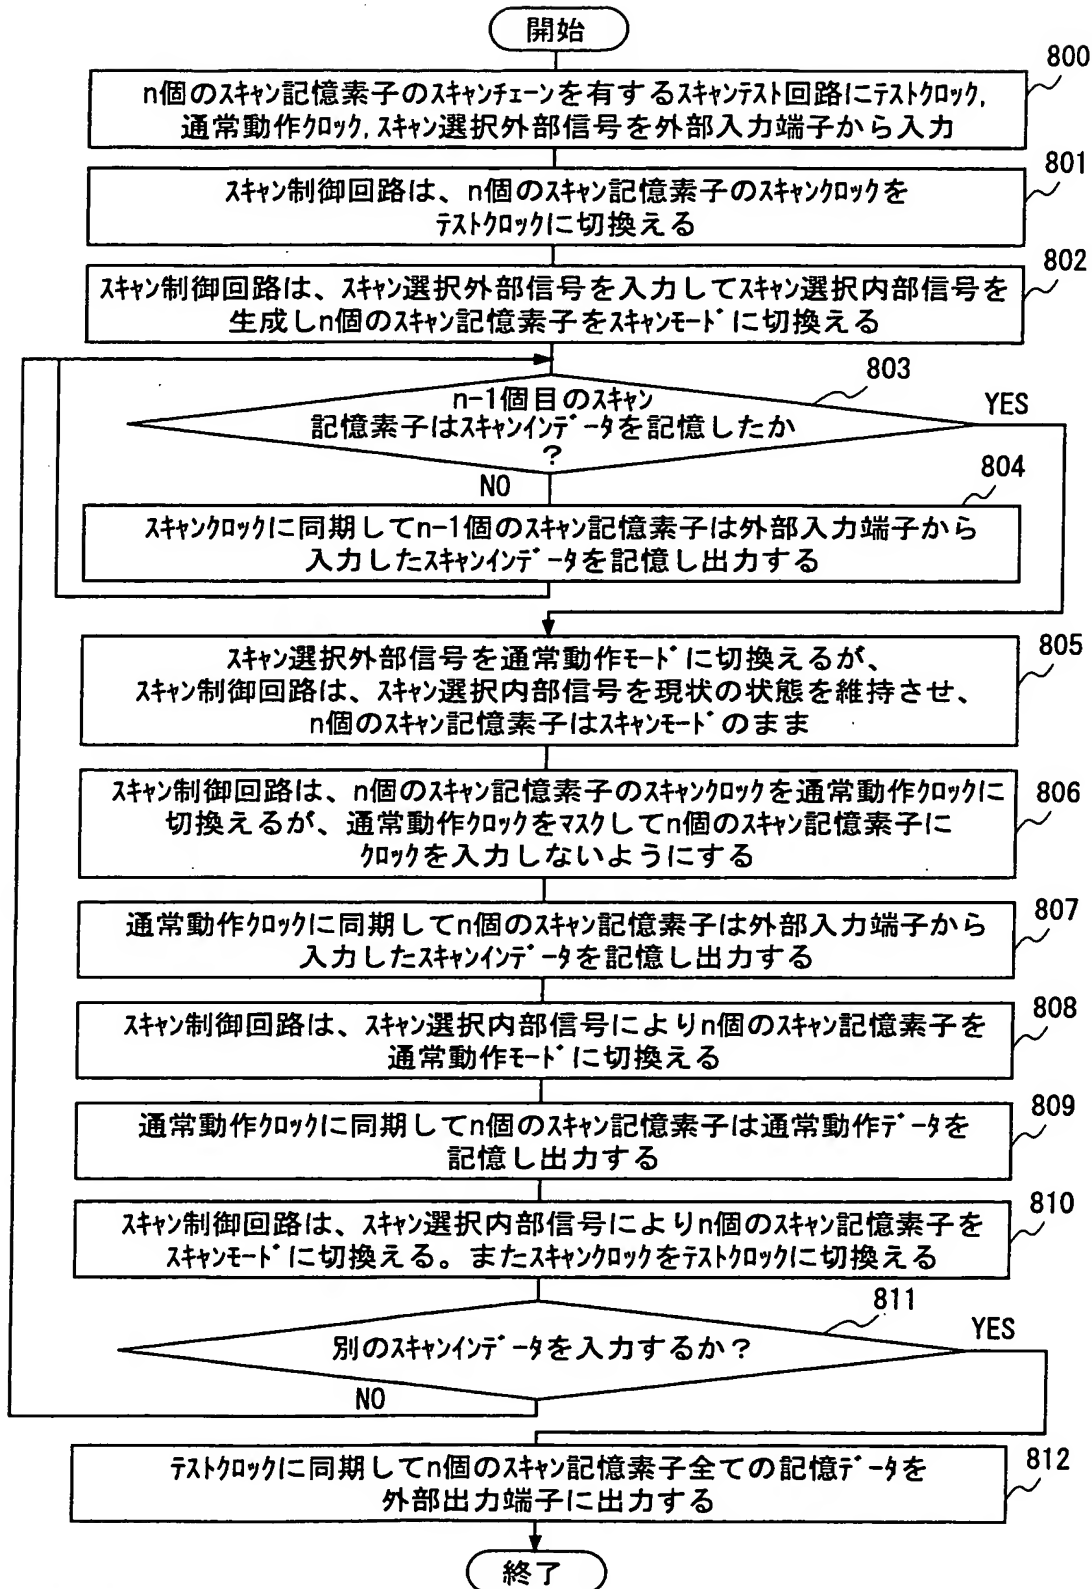 開始
800
n個のスキャン記憶素子のスキャンチェーンを有するスキャンテスト回路にテストクロック,
通常動作クロック,スキャン選択外部信号を外部入力端子から入力
801
スキャン制御回路は、n個のスキャン記憶素子のスキャンクロックを
テストクロックに切換える
802
スキャン制御回路は、スキャン選択外部信号を入力してスキャン選択内部信号を
生成しn個のスキャン記憶素子をスキャンモードに切換える
803
n-1個目のスキャン
記憶素子はスキャンインデータを記憶したか
?
YES
NO
804
スキャンクロックに同期してn-1個のスキャン記憶素子は外部入力端子から
入力したスキャンインデータを記憶し出力する
805
スキャン選択外部信号を通常動作モードに切換えるが、
スキャン制御回路は、スキャン選択内部信号を現状の状態を維持させ、
n個のスキャン記憶素子はスキャンモードのまま
806
スキャン制御回路は、n個のスキャン記憶素子のスキャンクロックを通常動作クロックに
切換えるが、通常動作クロックをマスクしてn個のスキャン記憶素子に
クロックを入力しないようにする
807
通常動作クロックに同期してn個のスキャン記憶素子は外部入力端子から
入力したスキャンインデータを記憶し出力する
808
スキャン制御回路は、スキャン選択内部信号によりn個のスキャン記憶素子を
通常動作モードに切換える
809
通常動作クロックに同期してn個のスキャン記憶素子は通常動作データを
記憶し出力する
810
スキャン制御回路は、スキャン選択内部信号によりn個のスキャン記憶素子を
スキャンモードに切換える。またスキャンクロックをテストクロックに切換える
811
別のスキャンインデータを入力するか?
YES
NO
812
テストクロックに同期してn個のスキャン記憶素子全ての記憶データを
外部出力端子に出力する
終了